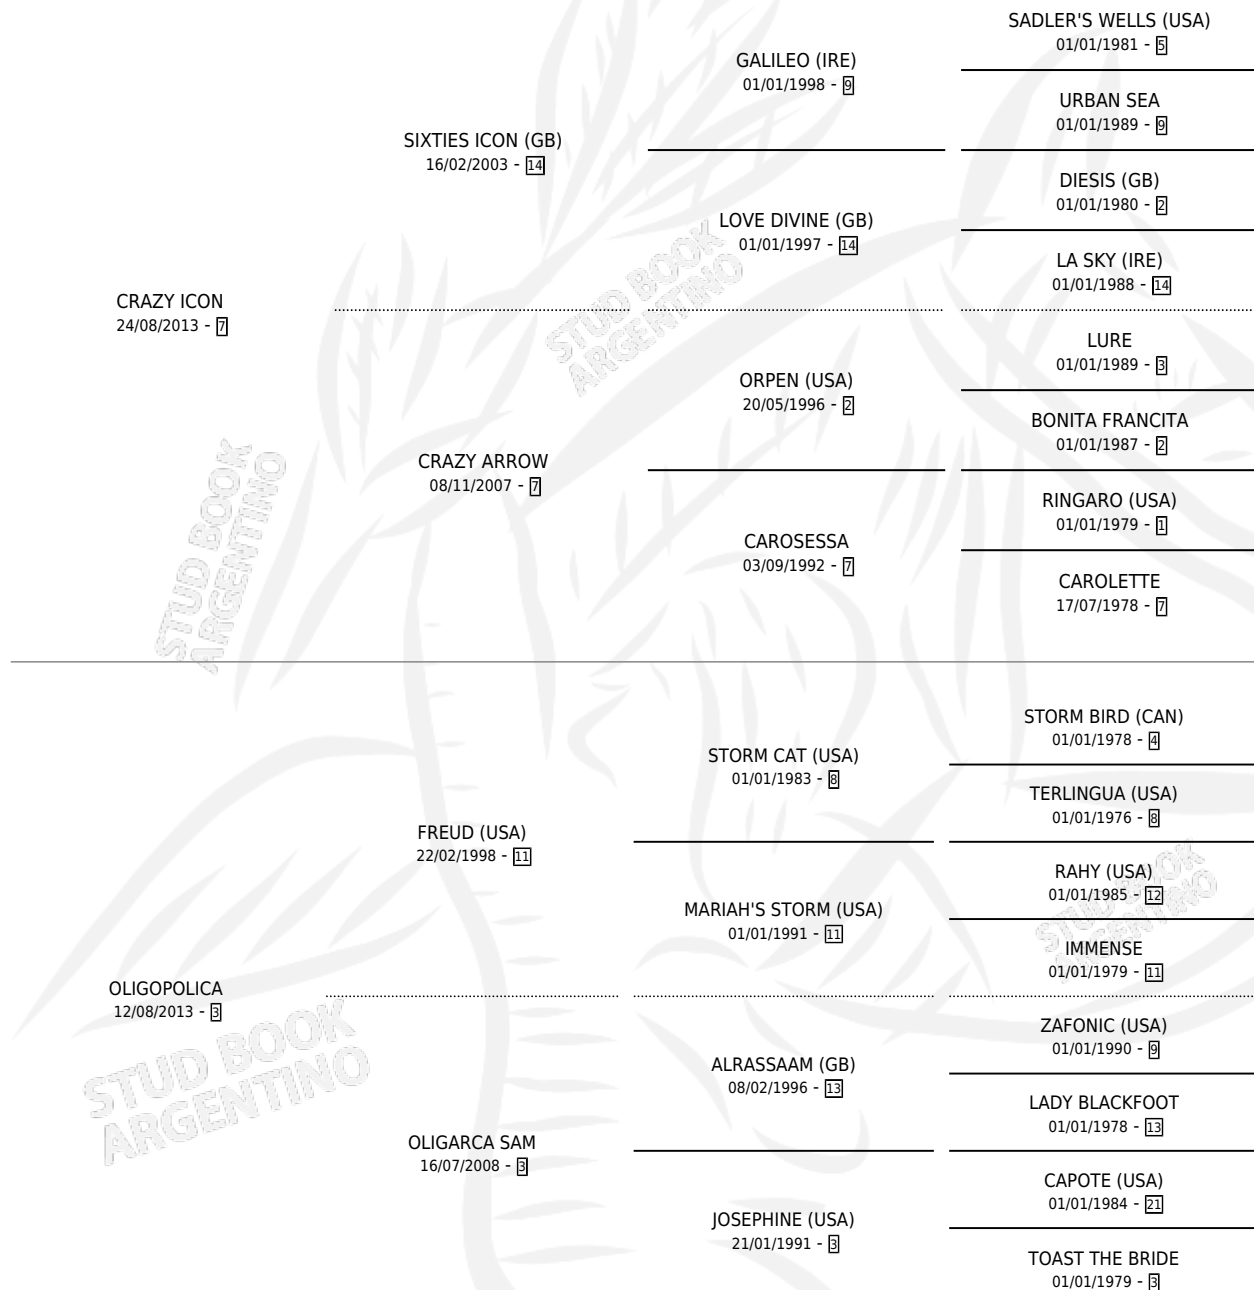 SADLER'S WELLS (USA)
01/01/1981 - 5
GALILEO (IRE)
01/01/1998 - 9
URBAN SEA
01/01/1989 - 9
SIXTIES ICON (GB)
16/02/2003 - 14
DIESIS (GB)
01/01/1980 - 2
LOVE DIVINE (GB)
01/01/1997 - 14
LA SKY (IRE)
01/01/1988 - 14
CRAZY ICON
24/08/2013 - 7
LURE
01/01/1989 - 3
ORPEN (USA)
20/05/1996 - 2
BONITA FRANCITA
01/01/1987 - 2
CRAZY ARROW
08/11/2007 - 7
RINGARO (USA)
01/01/1979 - 1
CAROSESSA
03/09/1992 - 7
CAROLETTE
17/07/1978 - 7
STUD BOOK
ARGENTINO
STUD BOOK
ARGENTINO
STORM BIRD (CAN)
01/01/1978 - 4
STORM CAT (USA)
01/01/1983 - 8
TERLINGUA (USA)
01/01/1976 - 8
FREUD (USA)
22/02/1998 - 11
RAHY (USA)
01/01/1985 - 12
MARIAH'S STORM (USA)
01/01/1991 - 11
IMMENSE
01/01/1979 - 11
OLIGOPOLICA
12/08/2013 - 3
ZAFONIC (USA)
01/01/1990 - 9
ALRASSAAM (GB)
08/02/1996 - 13
LADY BLACKFOOT
01/01/1978 - 13
OLIGARCA SAM
16/07/2008 - 3
CAPOTE (USA)
01/01/1984 - 21
JOSEPHINE (USA)
21/01/1991 - 3
TOAST THE BRIDE
01/01/1979 - 3
STUD BOOK
ARGENTINO
STUD BOOK
ARGENTINO